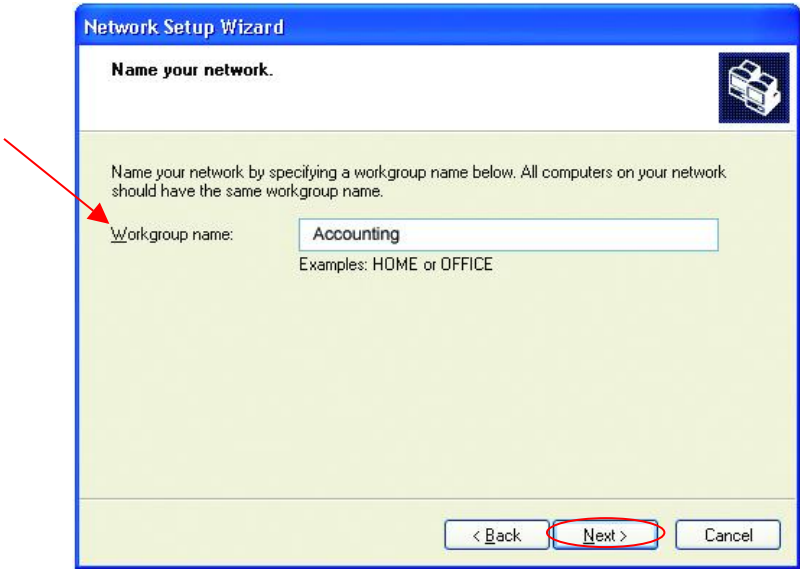 Network Setup Wizard
Name your network.
Name your network by specifying a workgroup name below. All computers on your network
should have the same workgroup name.
Workgroup name: Accounting
Examples: HOME or OFFICE
< Back Next > Cancel